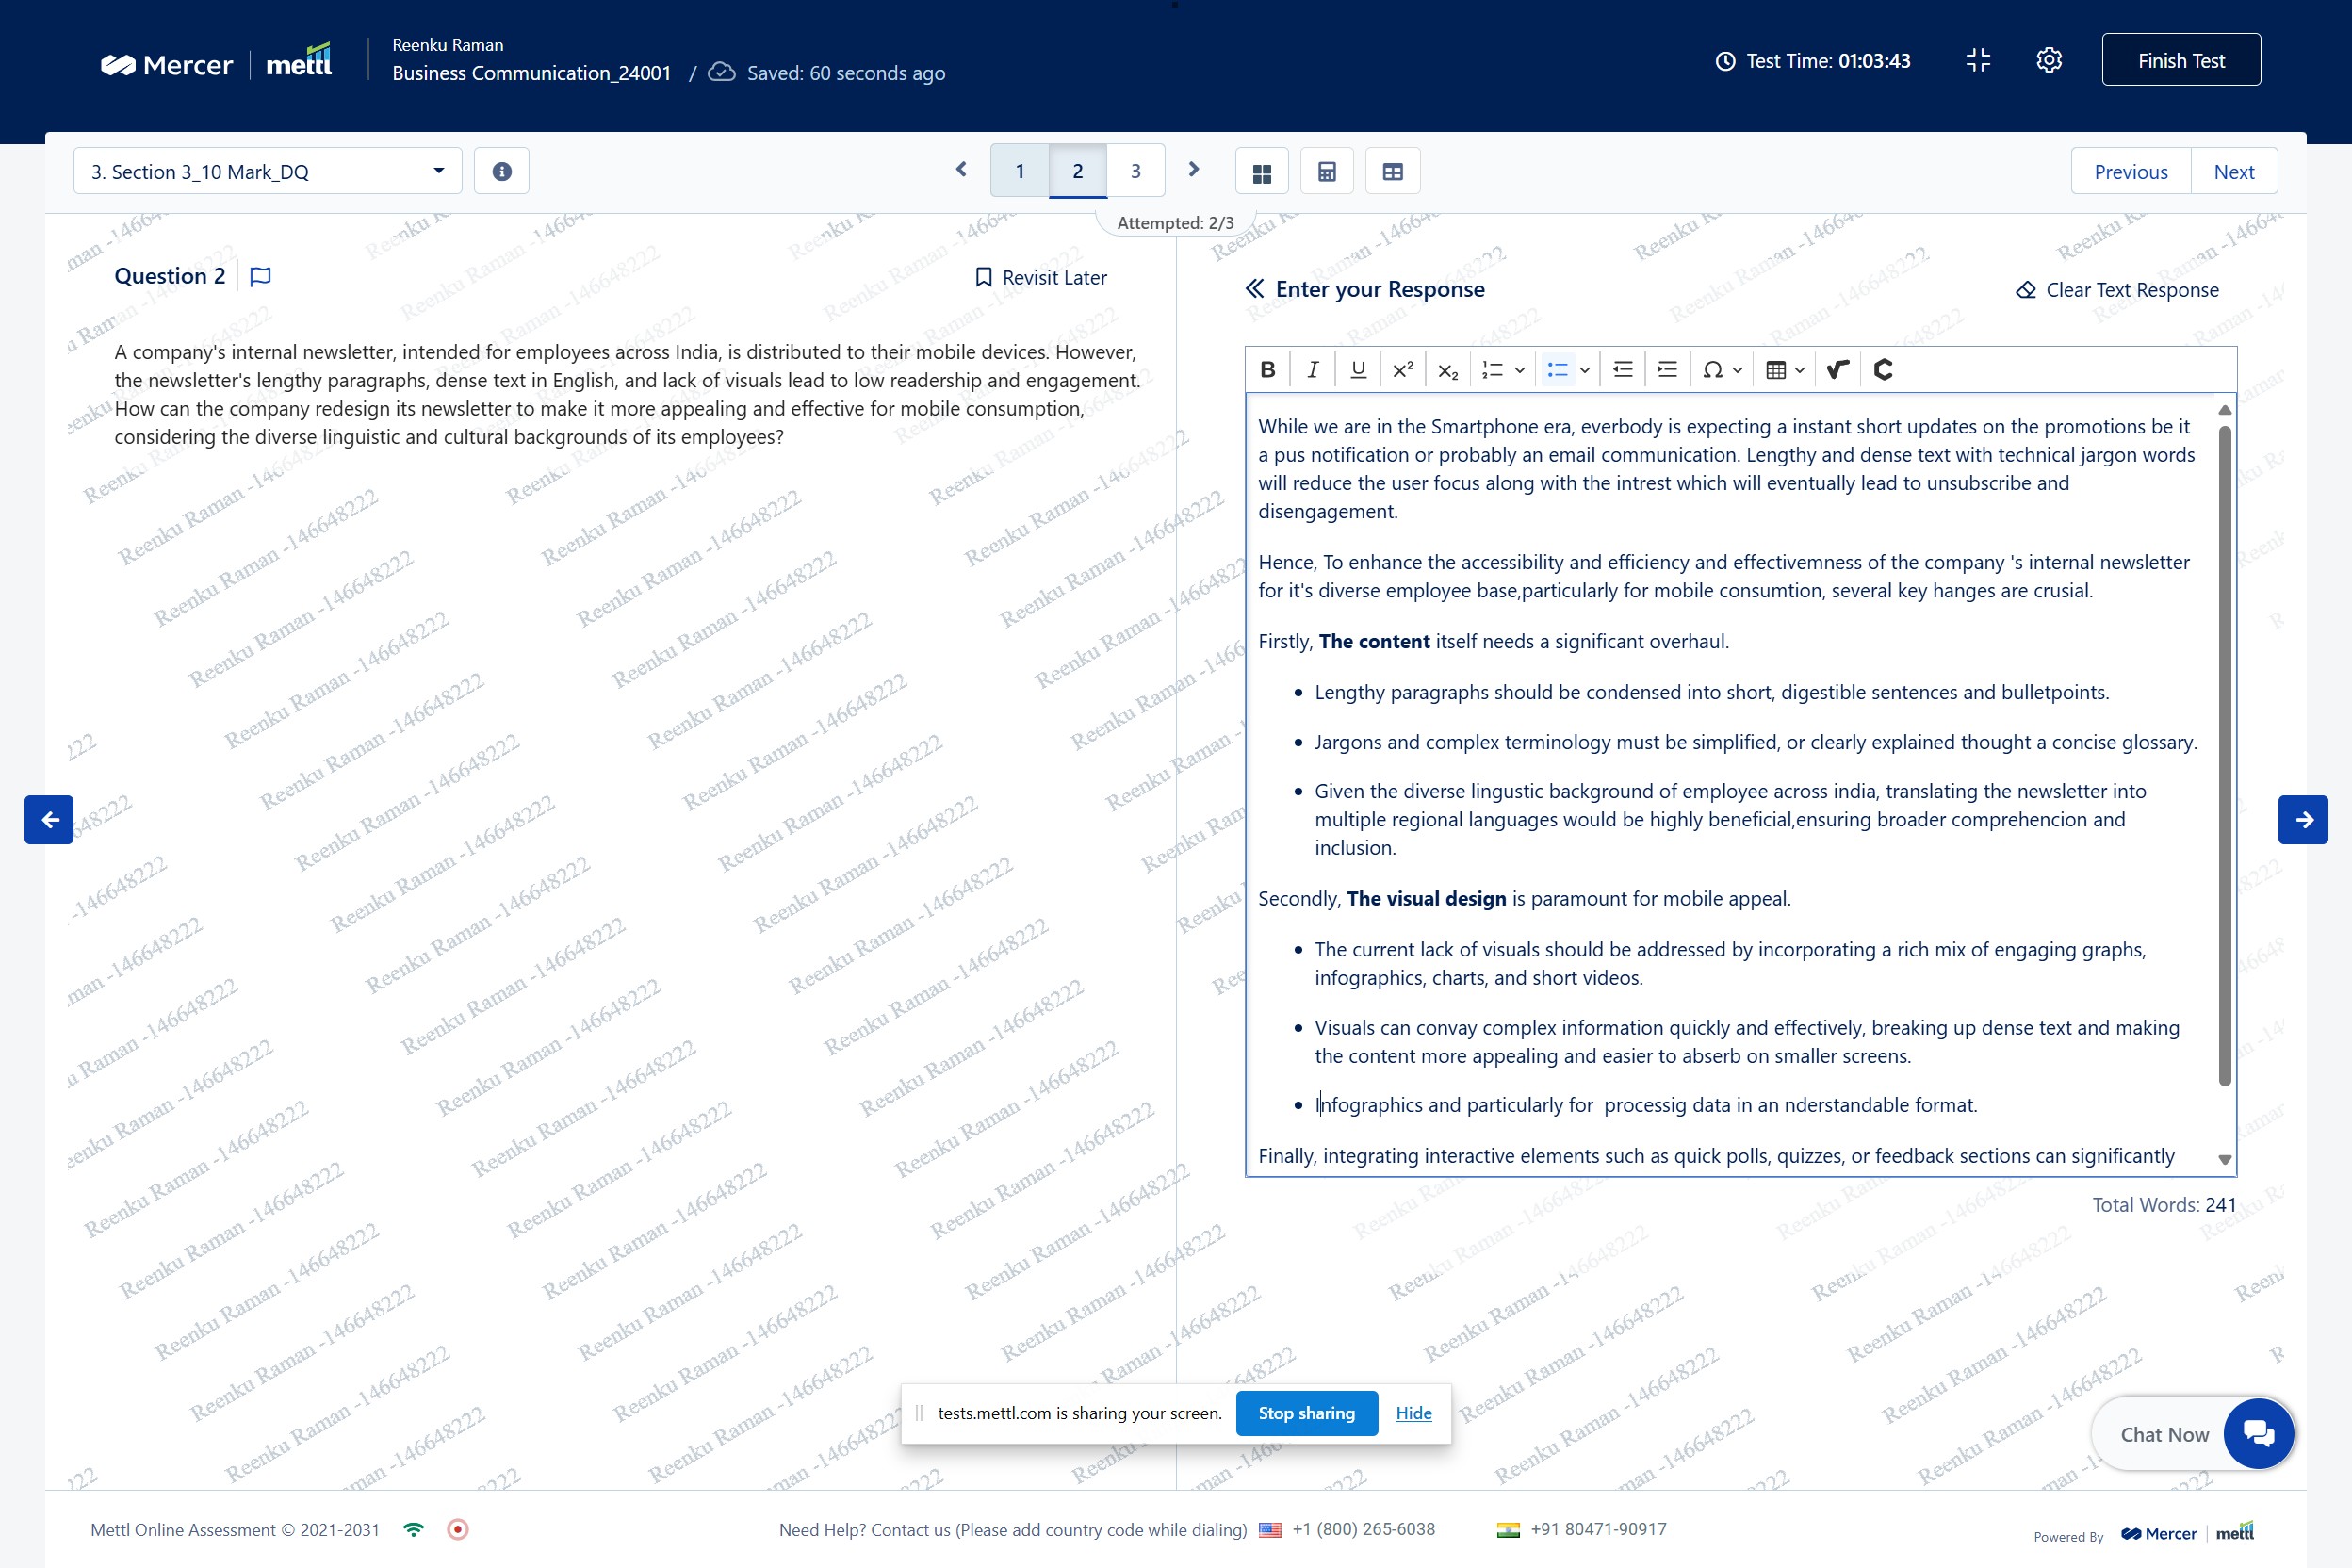 Mercer | mettl
Reenku Raman
Business Communication_24001 / Saved: 60 seconds ago
Test Time: 01:03:43
Finish Test
3. Section 3_10 Mark_DQ
1 2 3
Previous Next
Attempted: 2/3
Question 2
Revisit Later
A company's internal newsletter, intended for employees across India, is distributed to their mobile devices. However,
the newsletter's lengthy paragraphs, dense text in English, and lack of visuals lead to low readership and engagement.
How can the company redesign its newsletter to make it more appealing and effective for mobile consumption,
considering the diverse linguistic and cultural backgrounds of its employees?
Enter your Response
Clear Text Response
While we are in the Smartphone era, everbody is expecting a instant short updates on the promotions be it
a pus notification or probably an email communication. Lengthy and dense text with technical jargon words
will reduce the user focus along with the intrest which will eventually lead to unsubscribe and
disengagement.
Hence, To enhance the accessibility and efficiency and effectivemness of the company 's internal newsletter
for it's diverse employee base,particularly for mobile consumtion, several key hanges are crusial.
Firstly, The content itself needs a significant overhaul.
• Lengthy paragraphs should be condensed into short, digestible sentences and bulletpoints.
• Jargons and complex terminology must be simplified, or clearly explained thought a concise glossary.
• Given the diverse lingustic background of employee across india, translating the newsletter into
multiple regional languages would be highly beneficial,ensuring broader comprehencion and
inclusion.
Secondly, The visual design is paramount for mobile appeal.
• The current lack of visuals should be addressed by incorporating a rich mix of engaging graphs,
infographics, charts, and short videos.
• Visuals can convay complex information quickly and effectively, breaking up dense text and making
the content more appealing and easier to abserb on smaller screens.
• Infographics and particularly for processig data in an nderstandable format.
Finally, integrating interactive elements such as quick polls, quizzes, or feedback sections can significantly
Total Words: 241
Reenku Raman -146648222
tests.mettl.com is sharing your screen. Stop sharing Hide
Chat Now
Mettl Online Assessment © 2021-2031
Need Help? Contact us (Please add country code while dialing) +1 (800) 265-6038 +91 80471-90917
Powered By Mercer | mettl